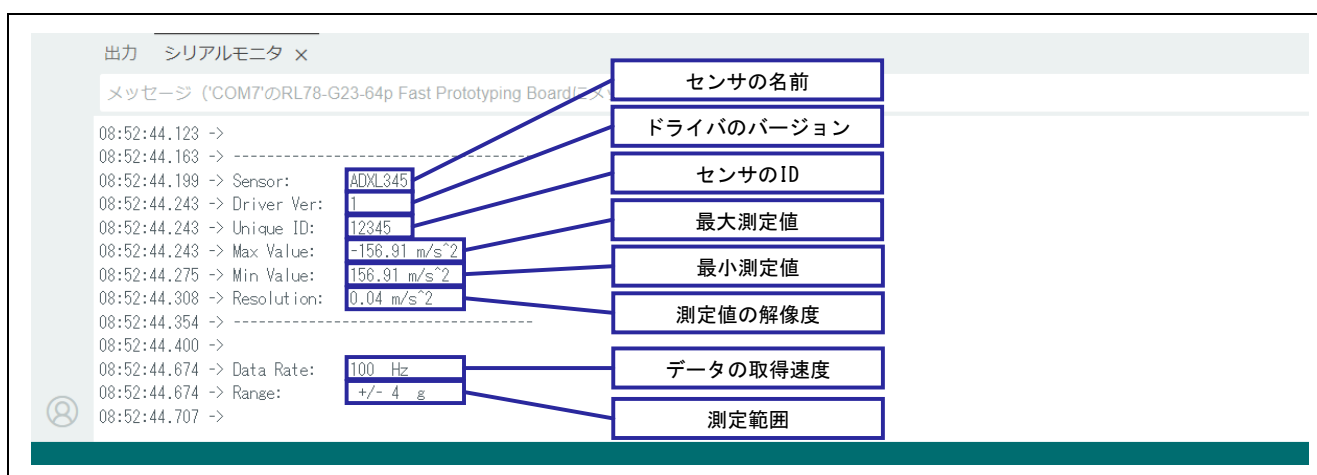 出力 シリアルモニタ ×
メッセージ ('COM7'のRL78-G23-64p Fast Prototyping Boardにメッ
センサの名前
ドライバのバージョン
センサのID
最大測定値
最小測定値
測定値の解像度
データの取得速度
測定範囲
08:52:44.123 ->
08:52:44.163 -> ------------------------------------
08:52:44.199 -> Sensor: ADXL345
08:52:44.243 -> Driver Ver: 1
08:52:44.243 -> Unique ID: 12345
08:52:44.243 -> Max Value: -156.91 m/s^2
08:52:44.275 -> Min Value: 156.91 m/s^2
08:52:44.308 -> Resolution: 0.04 m/s^2
08:52:44.354 -> ------------------------------------
08:52:44.400 ->
08:52:44.674 -> Data Rate: 100 Hz
08:52:44.674 -> Range: +/- 4 g
08:52:44.707 ->